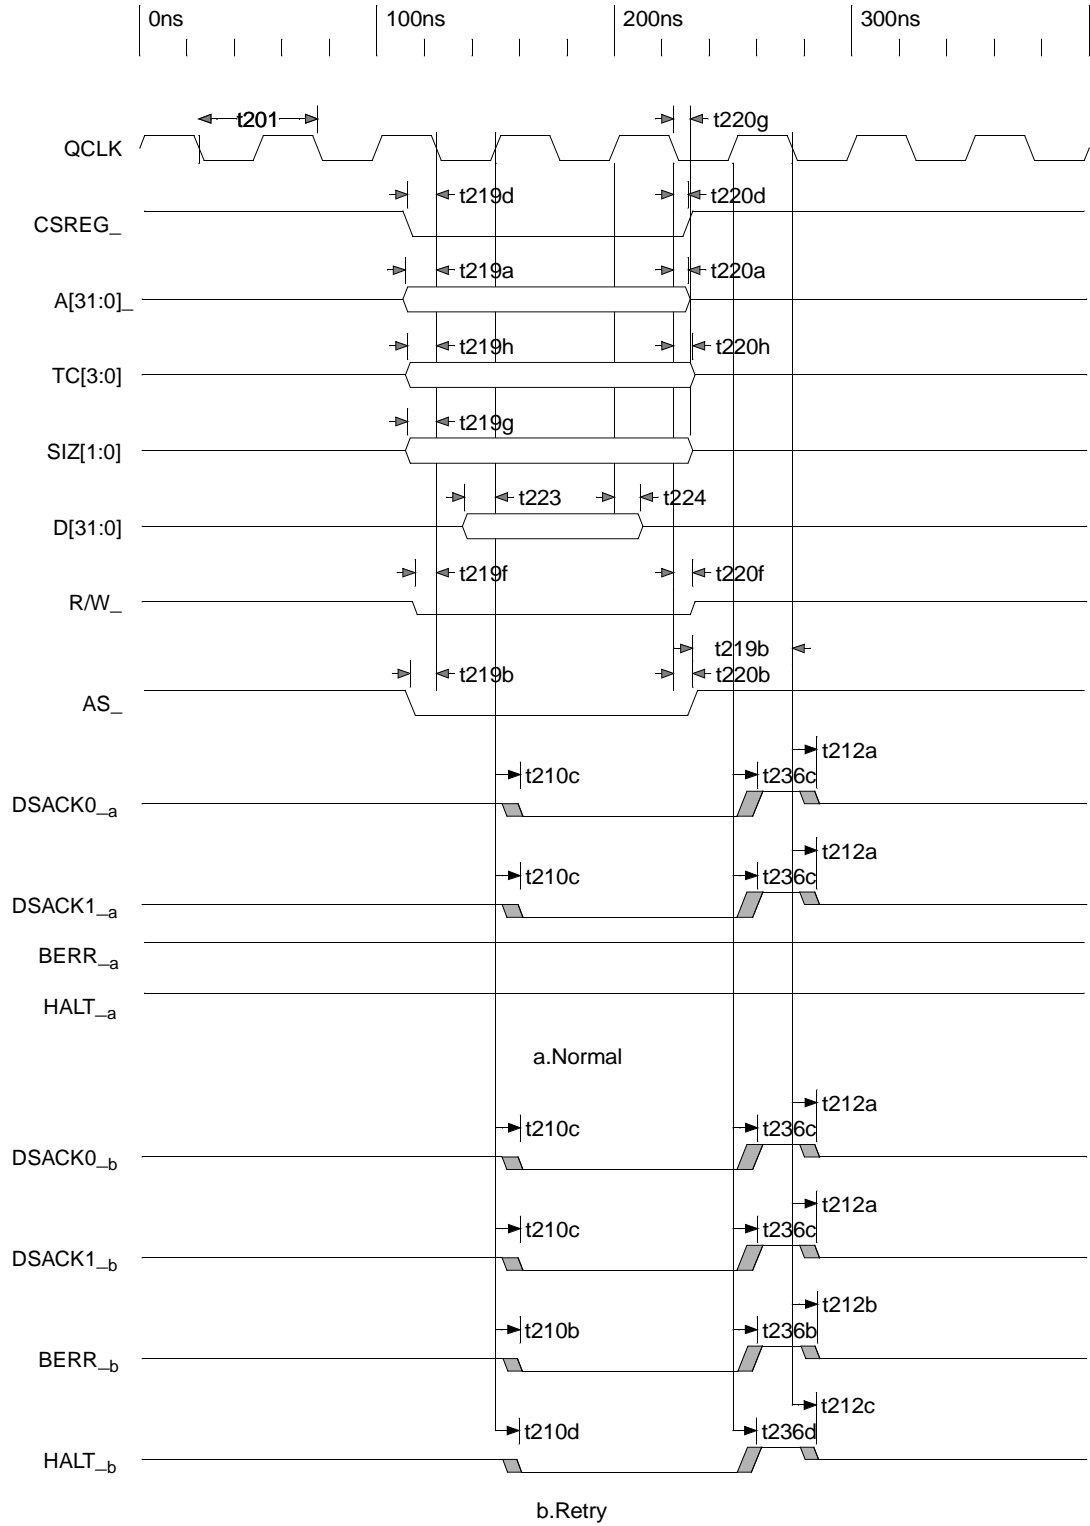 0ns 100ns 200ns 300ns
t201 t220g
QCLK
t219d t220d
CSREG_
t219a t220a
A[31:0]_
t219h t220h
TC[3:0]
t219g
SIZ[1:0]
t223 t224
D[31:0]
t219f t220f
R/W_
t219b
t219b t220b
AS_
t212a
t210c t236c
DSACK0_a
t212a
t210c t236c
DSACK1_a
BERR_a
HALT_a
a.Normal
t212a
t210c t236c
DSACK0_b
t212a
t210c t236c
DSACK1_b
t212b
t210b t236b
BERR_b
t212c
t210d t236d
HALT_b
b.Retry